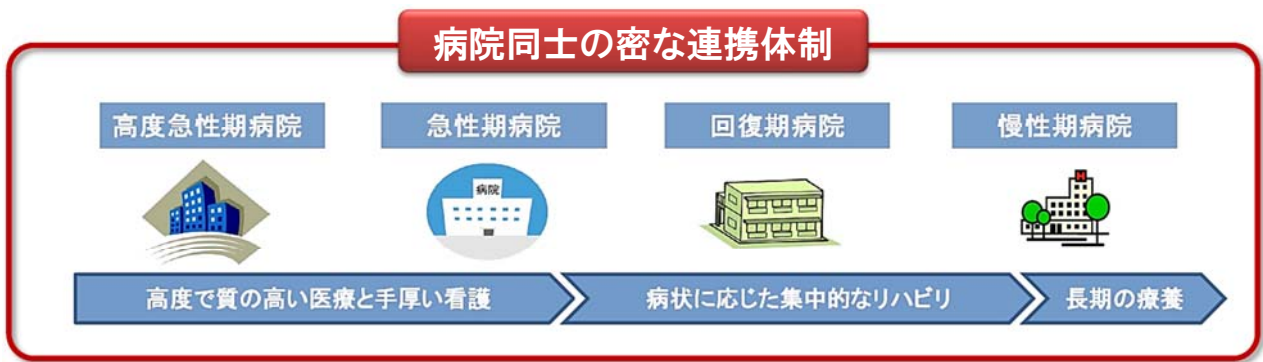 病院同士の密な連携体制
高度急性期病院
急性期病院
回復期病院
慢性期病院
病院
H
高度で質の高い医療と手厚い看護
病状に応じた集中的なリハビリ
長期の療養